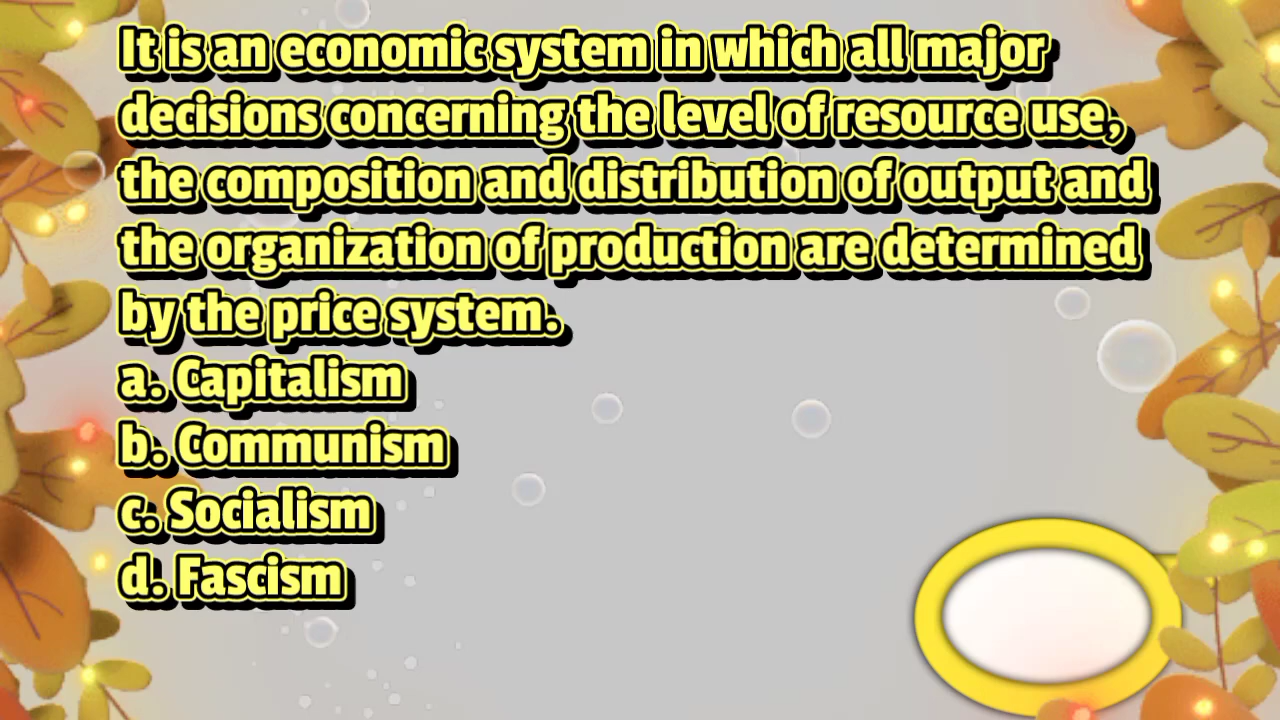 It is an economic system in which all major
decisions concerning the level of resource use,
the composition and distribution of output and
the organization of production are determined
by the price system.
a. Capitalism
b. Communism
c. Socialism
d. Fascism